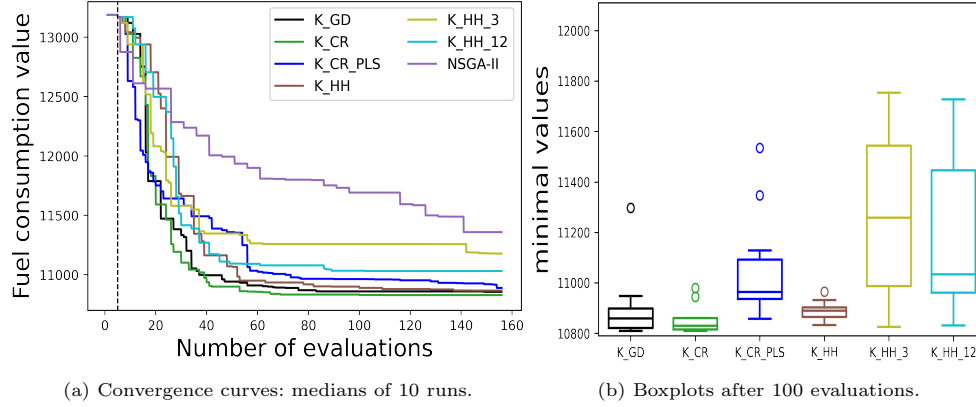 Fuel consumption value
13000
12500
12000
11500
11000
K_GD
K_CR
K_CR_PLS
K_HH
K_HH_3
K_HH_12
NSGA-II
0 20 40 60 80 100 120 140 160
Number of evaluations
(a) Convergence curves: medians of 10 runs.
minimal values
12000
11800
11600
11400
11200
11000
10800
K_GD K_CR K_CR_PLS K_HH K_HH_3 K_HH_12
(b) Boxplots after 100 evaluations.